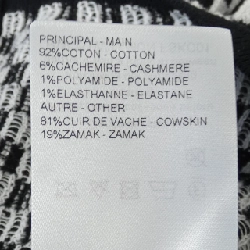 PRINCIPAL - MAIN
92%CCTON - COTTON
6%CACHEMIRE - CASHMERE
1%POLYAMIDE - POLYAMIDE
1%ELASTHANNE - ELASTANE
AUTRE - OTHER
81%CUIR DE VACHE - COWSKIN
19%ZAMAK - ZAMAK